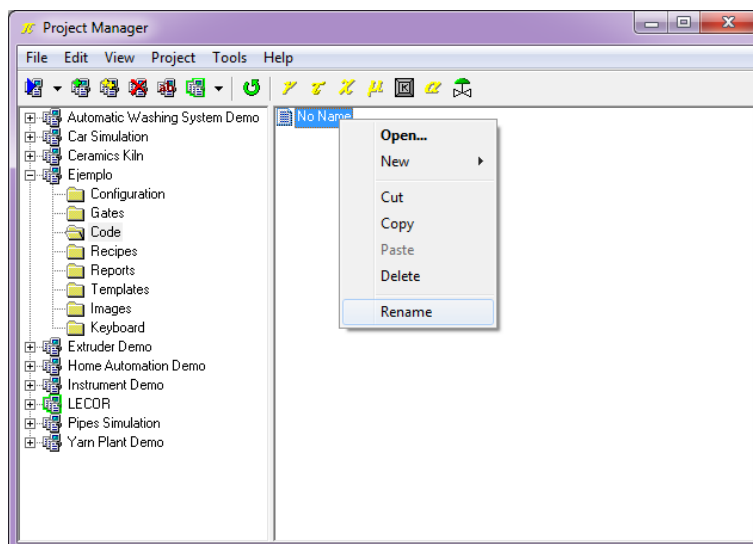 Project Manager
File Edit View Project Tools Help
Automatic Washing System Demo
Car Simulation
Ceramics Kiln
Ejemplo
Configuration
Gates
Code
Recipes
Reports
Templates
Images
Keyboard
Extruder Demo
Home Automation Demo
Instrument Demo
LECOR
Pipes Simulation
Yarn Plant Demo
No Name
Open...
New
Cut
Copy
Paste
Delete
Rename